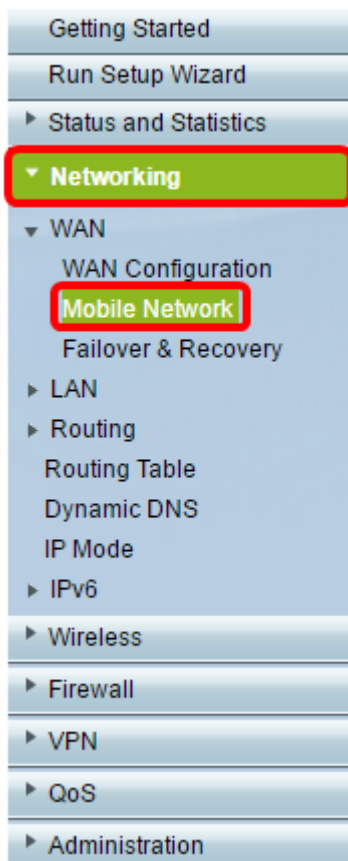 Getting Started
Run Setup Wizard
Status and Statistics
Networking
WAN
WAN Configuration
Mobile Network
Failover & Recovery
LAN
Routing
Routing Table
Dynamic DNS
IP Mode
IPv6
Wireless
Firewall
VPN
QoS
Administration